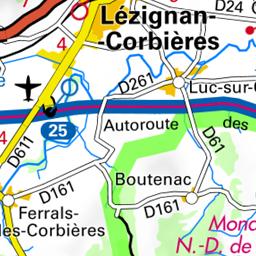 D24
Lézignan-
-Corbières
4
D261
Luc-sur-
25
Autoroute
des
4
D611
D61
D161
Boutenac
D161
Ferrals-
les-Corbières
N.-D. de